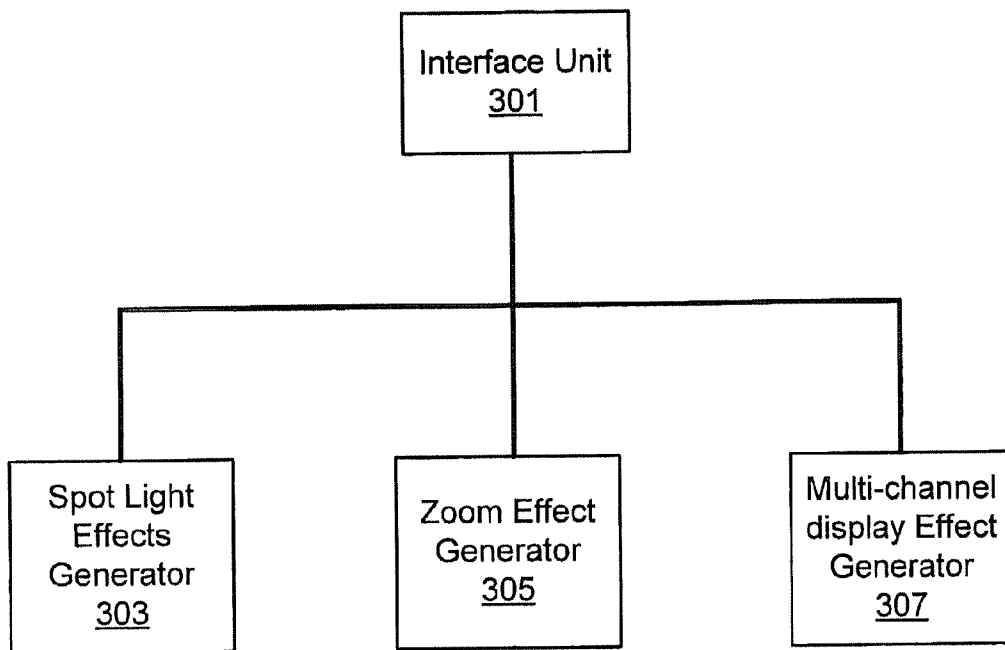 Interface Unit
301
Spot Light
Effects
Generator
303
Zoom Effect
Generator
305
Multi-channel
display Effect
Generator
307